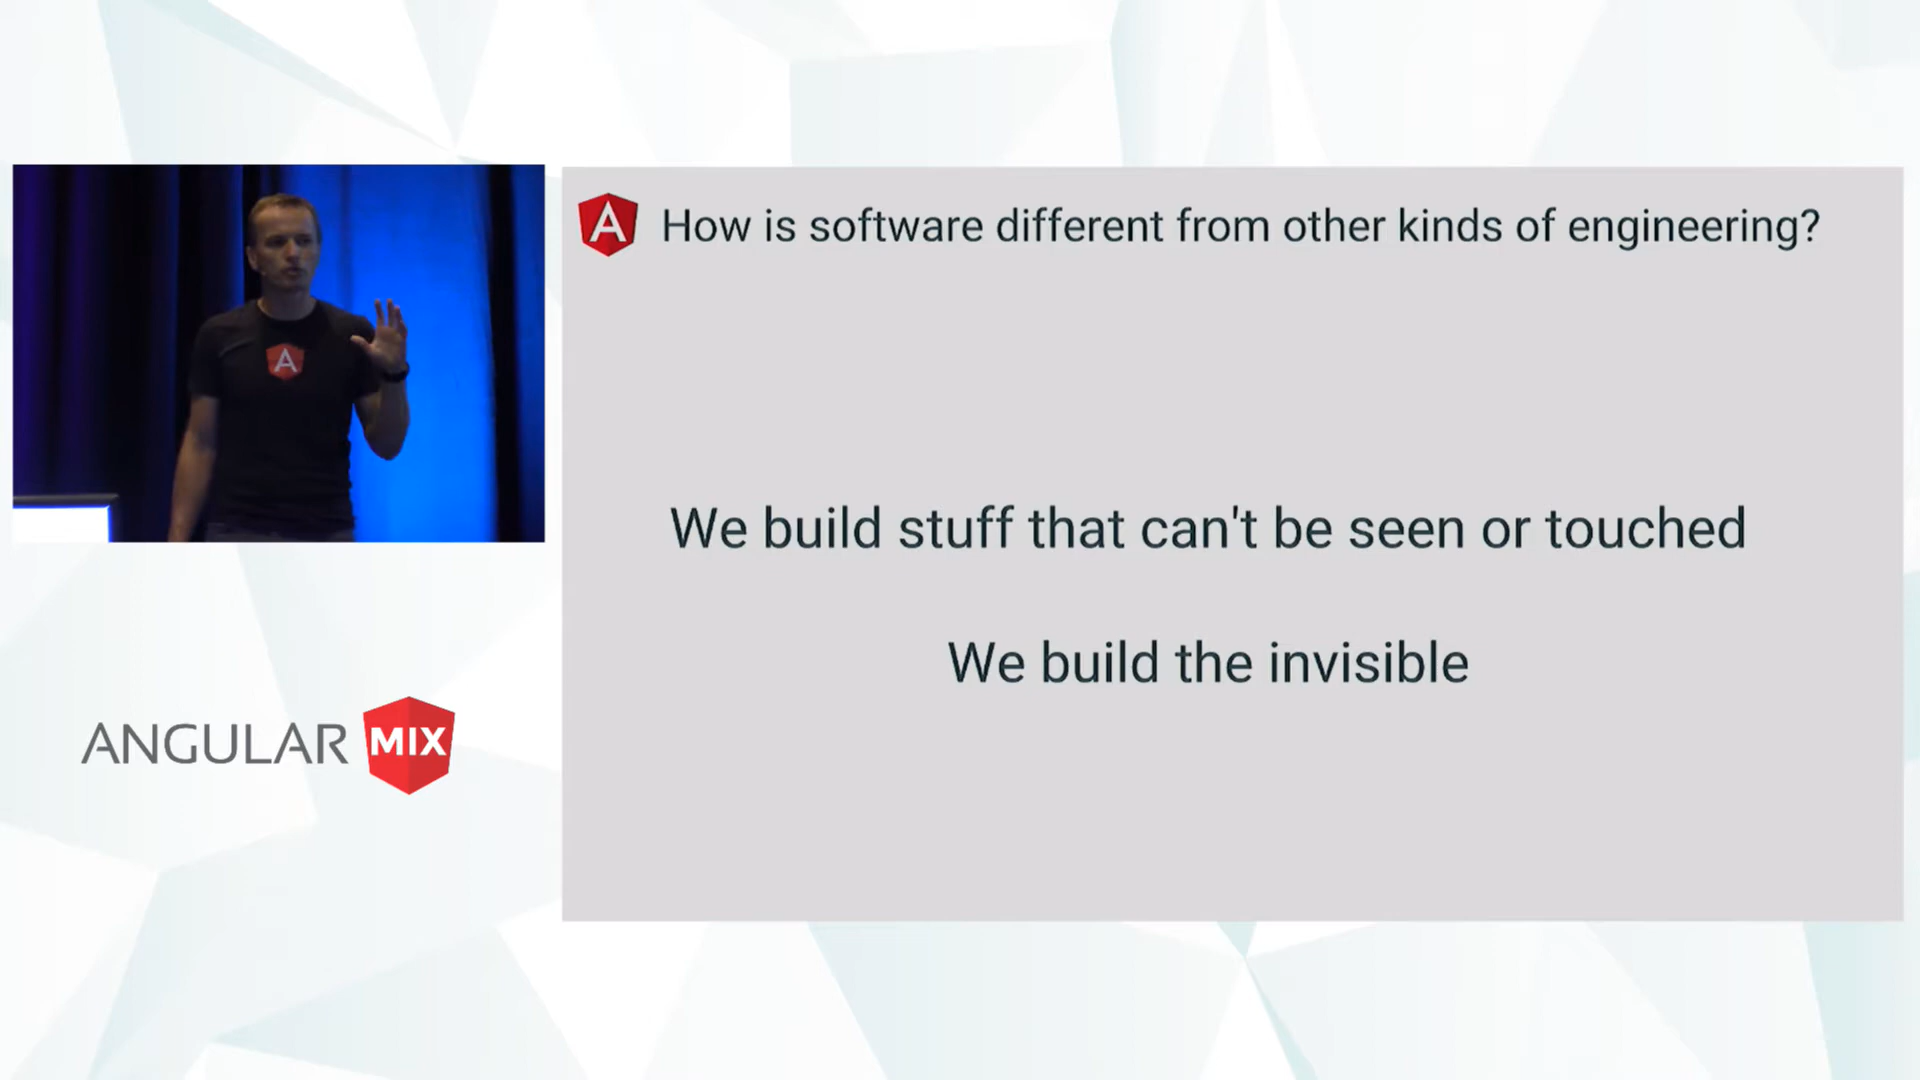 A How is software different from other kinds of engineering?
A
We build stuff that can't be seen or touched
We build the invisible
ANGULAR MIX